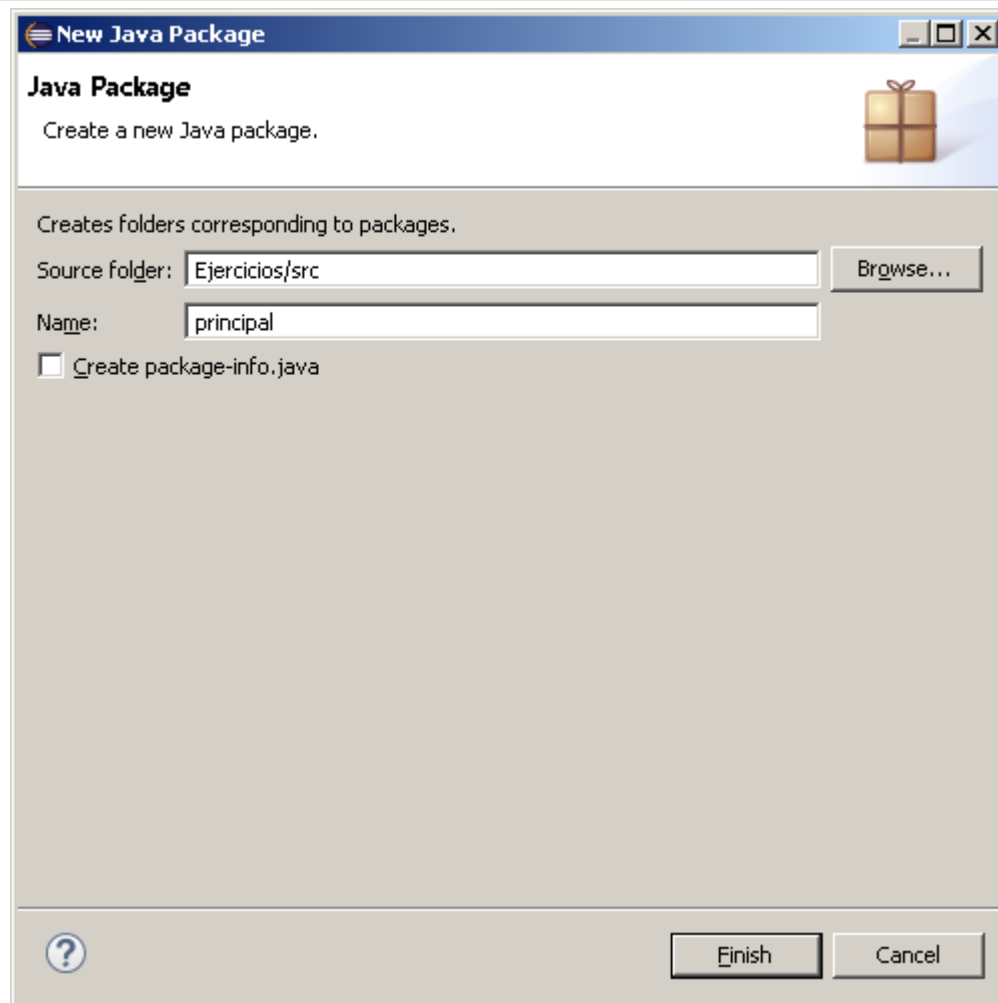 New Java Package
Java Package
Create a new Java package.
Creates folders corresponding to packages.
Source folder: Ejercicios/src Browse...
Name: principal
Create package-info.java
? Finish Cancel